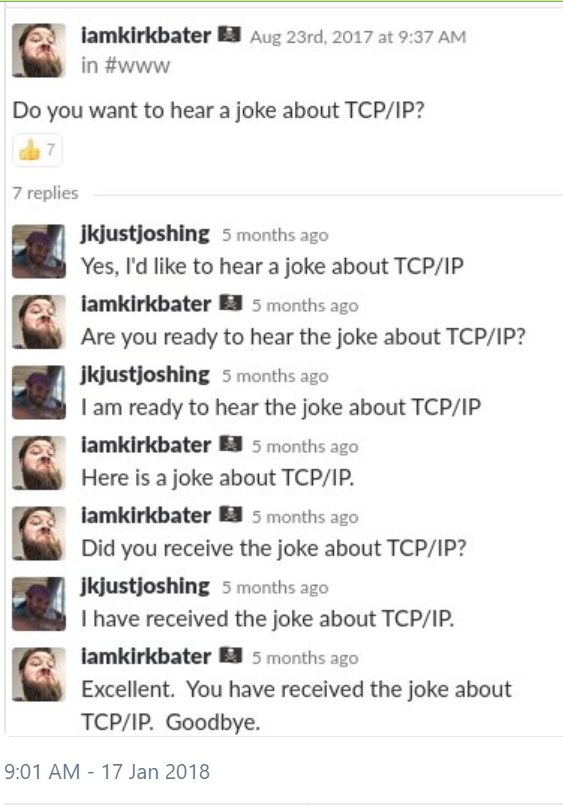 iamkirkbater Aug 23rd, 2017 at 9:37 AM
in #www
Do you want to hear a joke about TCP/IP?
👍 7
7 replies
jkjustjoshing 5 months ago
Yes, I'd like to hear a joke about TCP/IP
iamkirkbater 5 months ago
Are you ready to hear the joke about TCP/IP?
jkjustjoshing 5 months ago
I am ready to hear the joke about TCP/IP
iamkirkbater 5 months ago
Here is a joke about TCP/IP.
iamkirkbater 5 months ago
Did you receive the joke about TCP/IP?
jkjustjoshing 5 months ago
I have received the joke about TCP/IP.
iamkirkbater 5 months ago
Excellent. You have received the joke about
TCP/IP. Goodbye.
9:01 AM - 17 Jan 2018